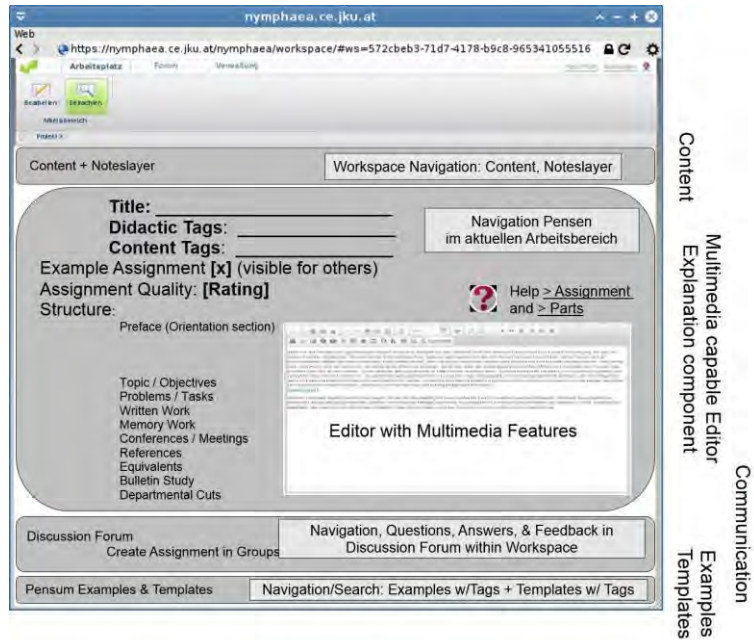 nymphaea.ce.jku.at
Web
https://nymphaea.ce.jku.at/nymphaea/workspace/#ws=572cbeb3-71d7-4178-b9c8-965341055516
Arbeitsplatz Forum Verwaltung
Bearbeiten Betrachten
Arbeitsbereich
Projekt X
Content + Noteslayer
Workspace Navigation: Content, Noteslayer
Title:
Didactic Tags:
Content Tags:
Navigation Pensen
im aktuellen Arbeitsbereich
Example Assignment [x] (visible for others)
Assignment Quality: [Rating]
Structure:
Help > Assignment
and > Parts
Preface (Orientation section)
Topic / Objectives
Problems / Tasks
Written Work
Memory Work
Conferences / Meetings
References
Equivalents
Bulletin Study
Departmental Cuts
Editor with Multimedia Features
Discussion Forum
Create Assignment in Groups
Navigation, Questions, Answers, & Feedback in
Discussion Forum within Workspace
Pensum Examples & Templates
Navigation/Search: Examples w/Tags + Templates w/ Tags
Content
Multimedia capable Editor
Explanation component
Communication
Examples
Templates